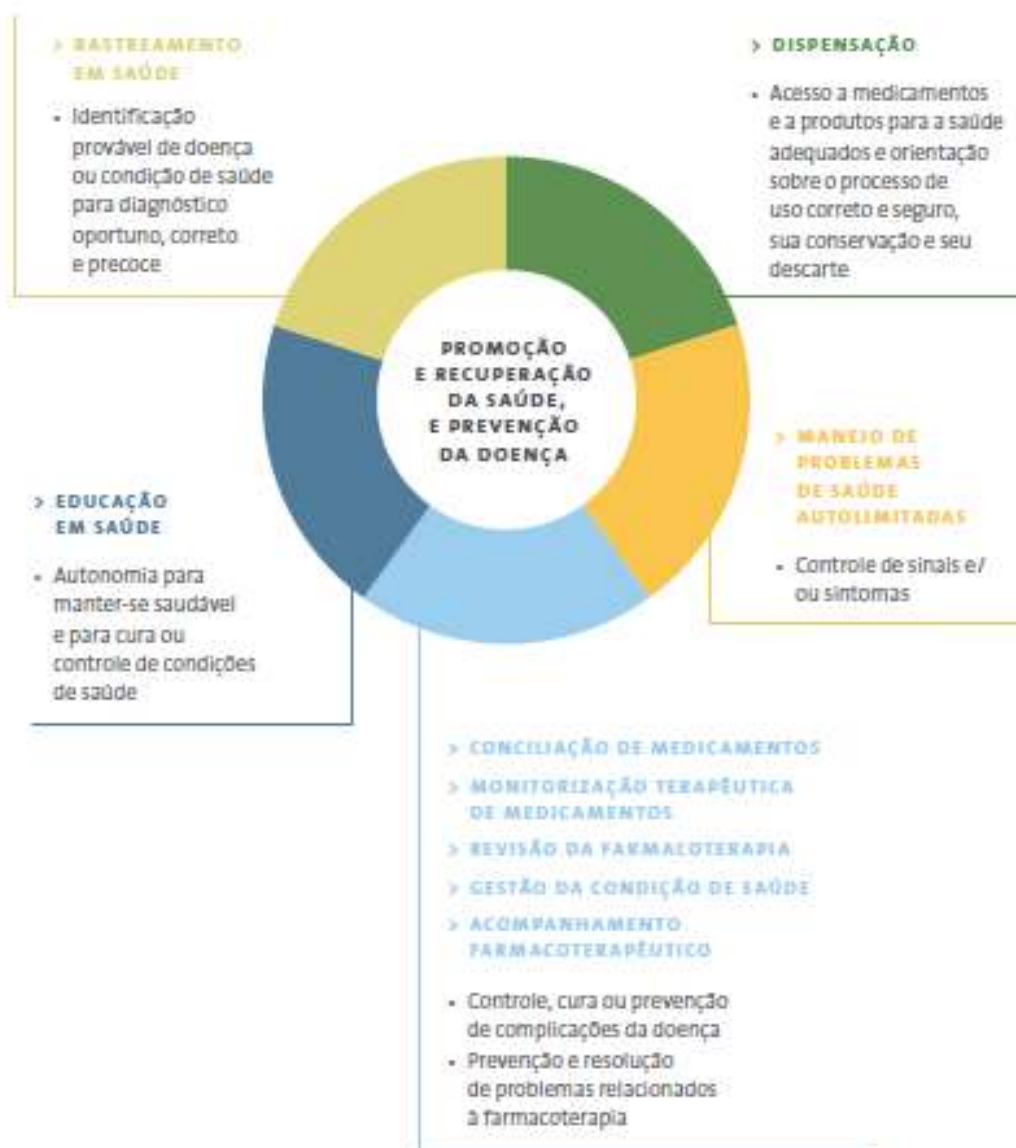 > RASTREAMENTO
EM SAÚDE
• Identificação
provável de doença
ou condição de saúde
para diagnóstico
oportuno, correto
e precoce
> DISPENSAÇÃO
• Acesso a medicamentos
e a produtos para a saúde
adequados e orientação
sobre o processo de
uso correto e seguro,
sua conservação e seu
descarte
PROMOÇÃO
E RECUPERAÇÃO
DA SAÚDE,
E PREVENÇÃO
DA DOENÇA
> MANEJO DE
PROBLEMAS
DE SAÚDE
AUTOLIMITADAS
• Controle de sinais e/
ou sintomas
> EDUCAÇÃO
EM SAÚDE
• Autonomia para
manter-se saudável
e para cura ou
controle de condições
de saúde
> CONCILIAÇÃO DE MEDICAMENTOS
> MONITORIZAÇÃO TERAPÊUTICA
DE MEDICAMENTOS
> REVISÃO DA FARMACOTERAPIA
> GESTÃO DA CONDIÇÃO DE SAÚDE
> ACOMPANHAMENTO
FARMACOTERAPÊUTICO
• Controle, cura ou prevenção
de complicações da doença
• Prevenção e resolução
de problemas relacionados
à farmacoterapia